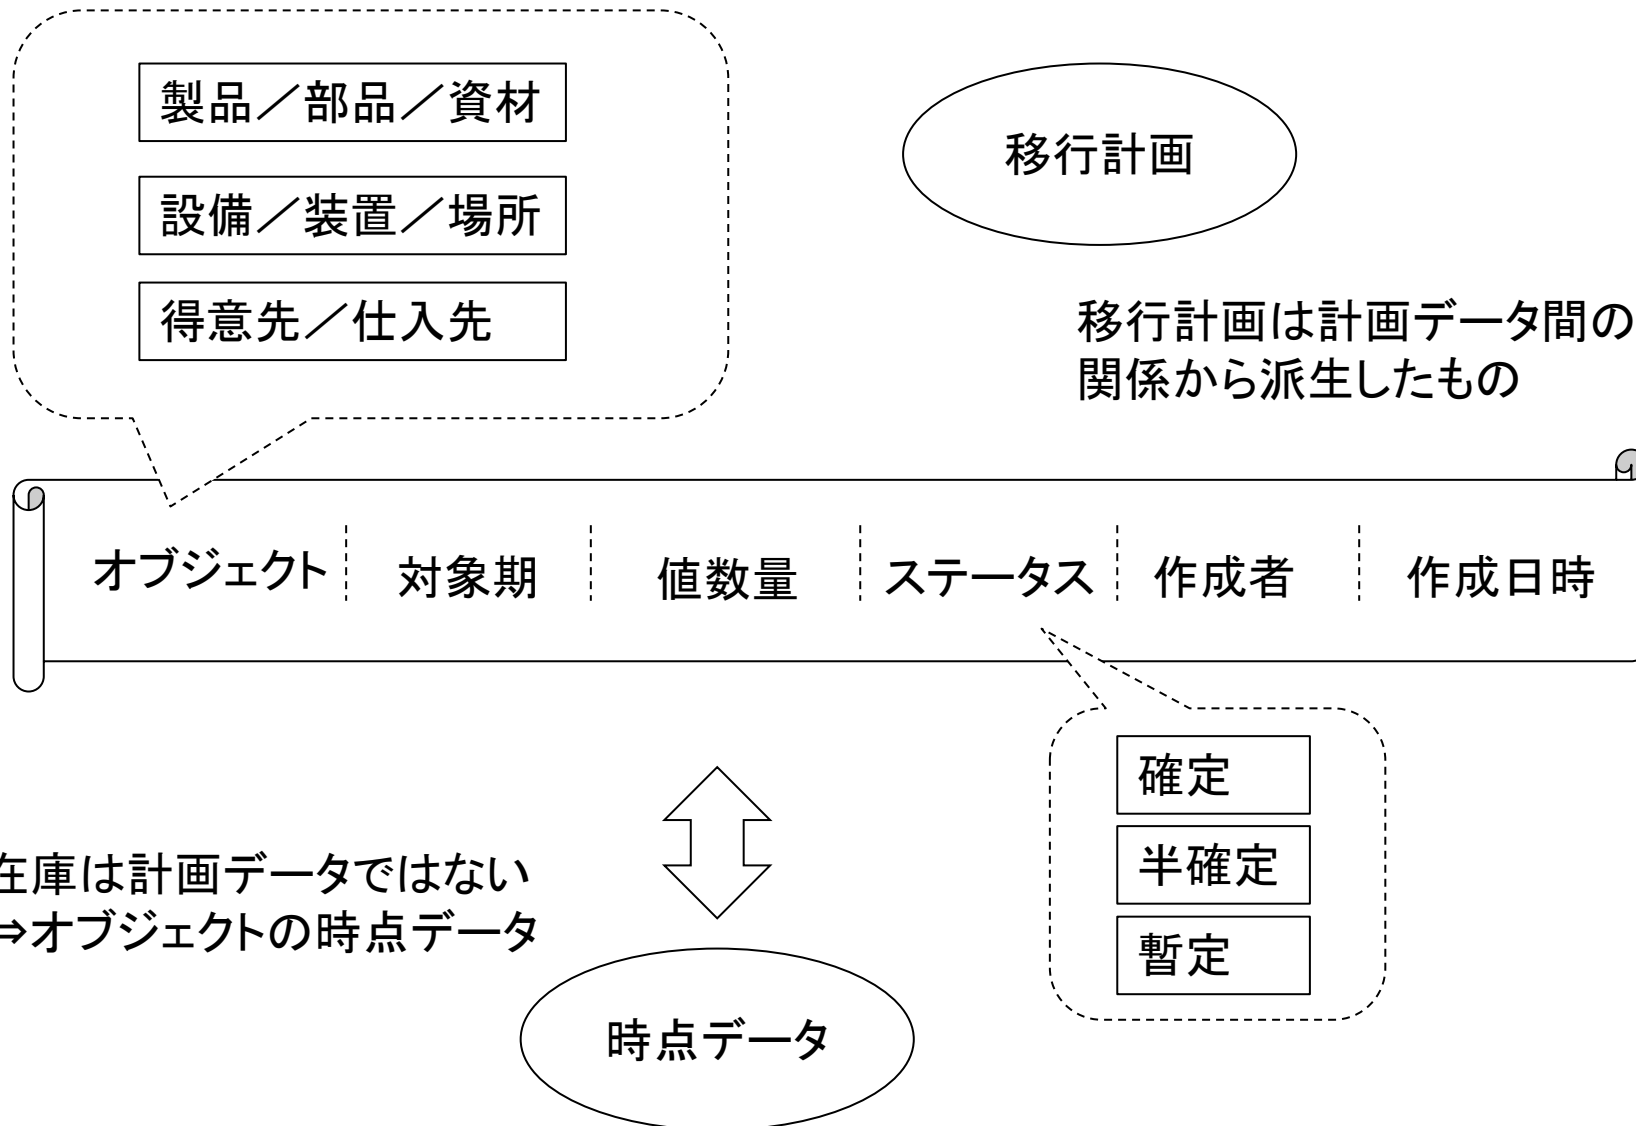 製品／部品／資材
設備／装置／場所
得意先／仕入先
移行計画
移行計画は計画データ間の
関係から派生したもの
オブジェクト
対象期
値数量
ステータス
作成者
作成日時
確定
半確定
暫定
在庫は計画データではない
⇒オブジェクトの時点データ
時点データ